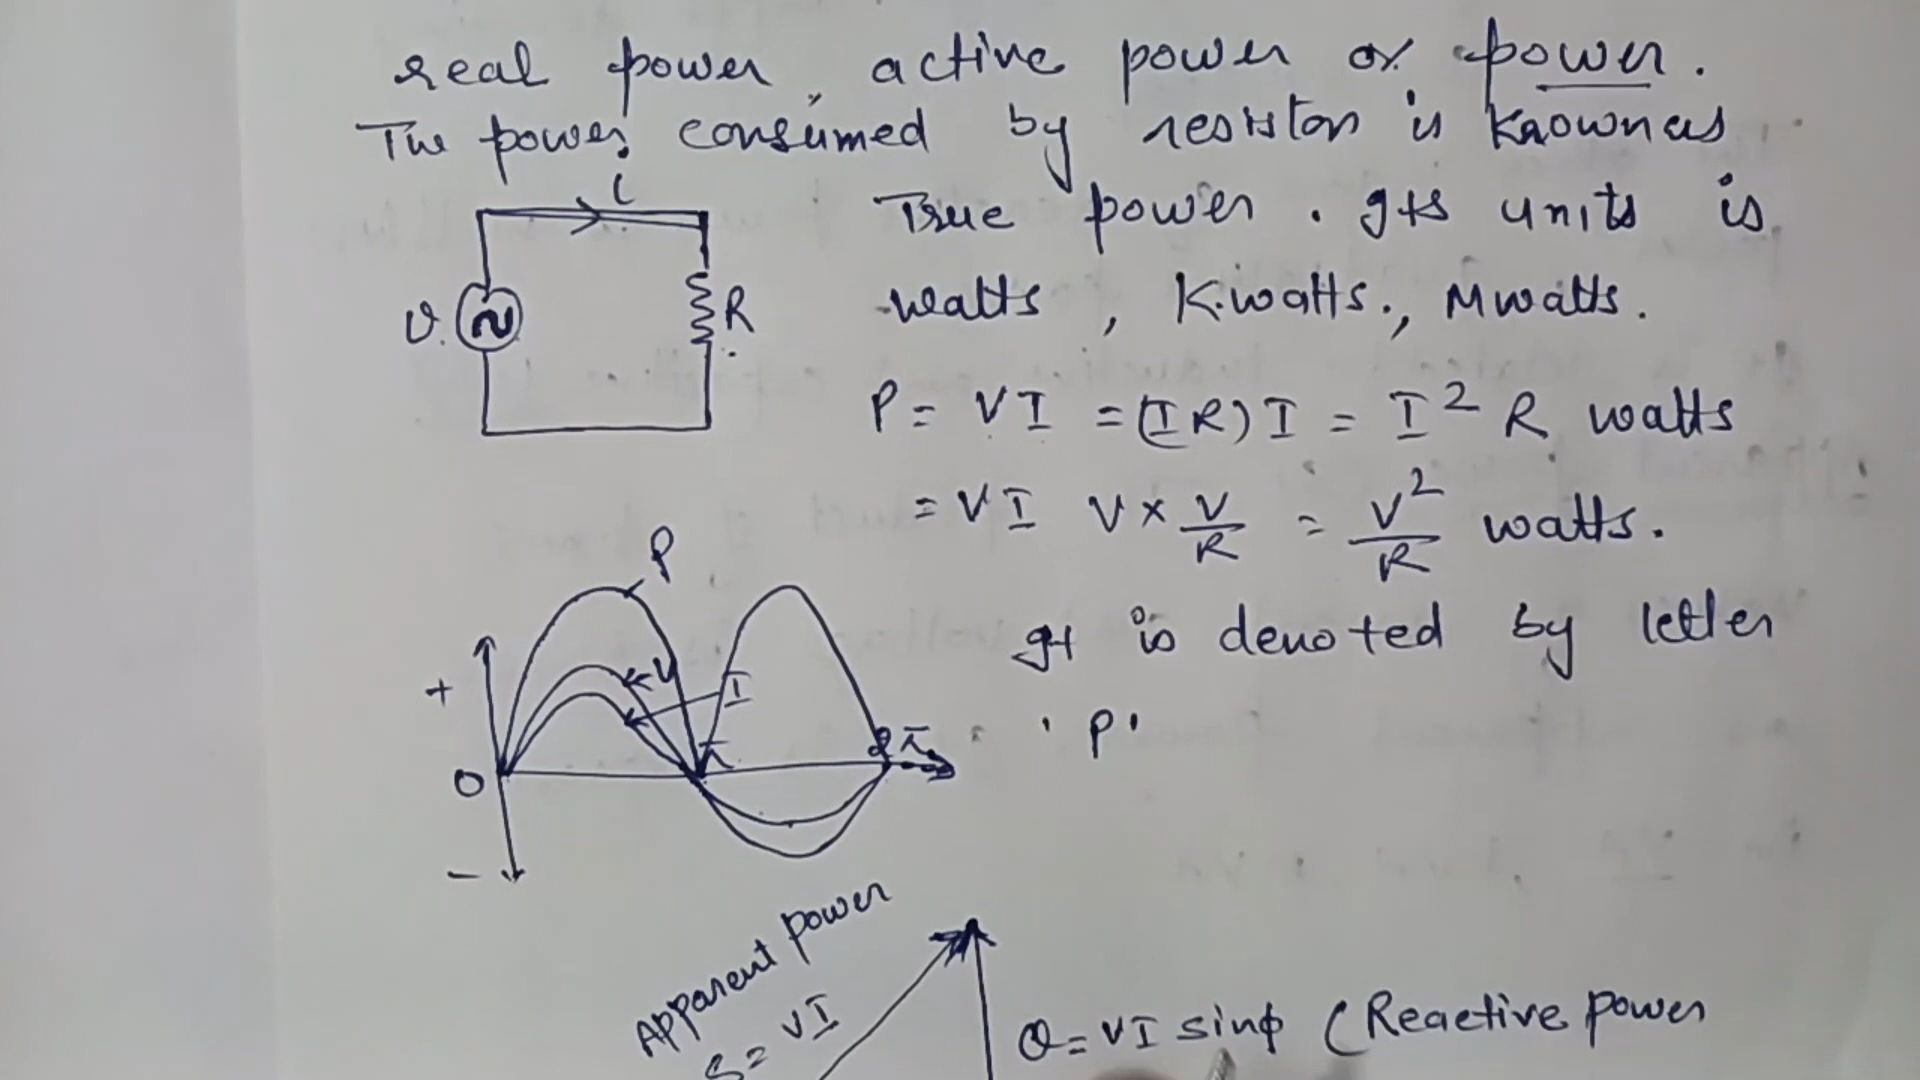 real power, active power or power.
The power consumed by resistor is known as
i
True power. Its units is
v
R
watts, K.watts., Mwatts.
P = VI = (IR) I = I² R watts
= VI V × V/R = V²/R watts.
P
It is denoted by letter
+
V
I
'P'
0
π
2π
−
Apparent power
S = VI
Q = VI sinϕ (Reactive power